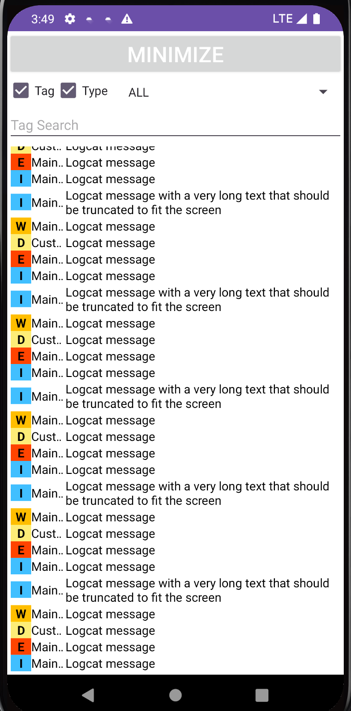 3:49 LTE
MINIMIZE
Tag Type ALL
Tag Search
D Cust.. Logcat message
E Main.. Logcat message
I Main.. Logcat message
I Main.. Logcat message with a very long text that should
be truncated to fit the screen
W Main.. Logcat message
D Cust.. Logcat message
E Main.. Logcat message
I Main.. Logcat message
I Main.. Logcat message with a very long text that should
be truncated to fit the screen
W Main.. Logcat message
D Cust.. Logcat message
E Main.. Logcat message
I Main.. Logcat message
I Main.. Logcat message with a very long text that should
be truncated to fit the screen
W Main.. Logcat message
D Cust.. Logcat message
E Main.. Logcat message
I Main.. Logcat message
I Main.. Logcat message with a very long text that should
be truncated to fit the screen
W Main.. Logcat message
D Cust.. Logcat message
E Main.. Logcat message
I Main.. Logcat message
I Main.. Logcat message with a very long text that should
be truncated to fit the screen
W Main.. Logcat message
D Cust.. Logcat message
E Main.. Logcat message
I Main.. Logcat message